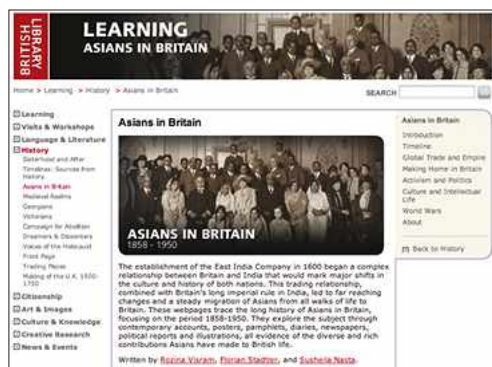 BRITISH
LIBRARY
LEARNING
ASIANS IN BRITAIN
Home > Learning > History > Asians in Britain
SEARCH
Learning
Visits & Workshops
Language & Literature
History
Sisterhood and After
Timelines: Sources from
History
Asians in Britain
Medieval Realms
Georgians
Victorians
Campaign for Abolition
Dreamers & Dissenters
Voices of the Holocaust
Front Page
Trading Places
Making of the U.K. 1500-
1750
Citizenship
Art & Images
Culture & Knowledge
Creative Research
News & Events
Asians in Britain
ASIANS IN BRITAIN
1858 - 1950
The establishment of the East India Company in 1600 began a complex
relationship between Britain and India that would mark major shifts in
the culture and history of both nations. This trading relationship,
combined with Britain's long imperial rule in India, led to far reaching
changes and a steady migration of Asians from all walks of life to
Britain. These webpages trace the long history of Asians in Britain,
focusing on the period 1858-1950. They explore the subject through
contemporary accounts, posters, pamphlets, diaries, newspapers,
political reports and illustrations, all evidence of the diverse and rich
contributions Asians have made to British life.
Written by Rozina Visram, Florian Stadtler, and Susheila Nasta.
Asians in Britain
Introduction
Timeline
Global Trade and Empire
Making Home in Britain
Activism and Politics
Culture and Intellectual
Life
World Wars
About
Back to History